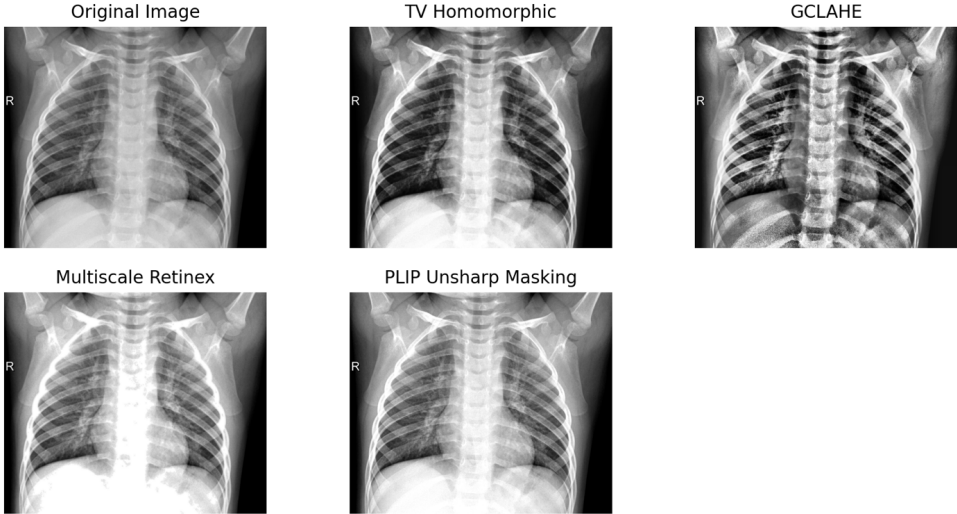 Original Image
TV Homomorphic
GCLAHE
R
R
R
Multiscale Retinex
PLIP Unsharp Masking
R
R